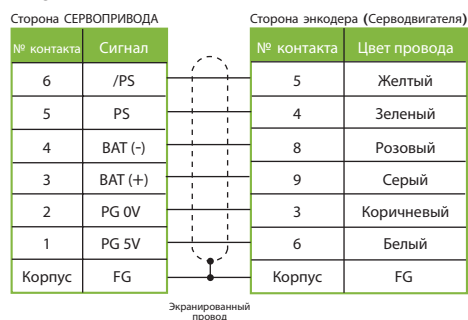 Сторона СЕРВОПРИВОДА Сторона энкодера (Серводвигателя)
№ контакта Сигнал № контакта Цвет провода
6 /PS 5 Желтый
5 PS 4 Зеленый
4 BAT (-) 8 Розовый
3 BAT (+) 9 Серый
2 PG 0V 3 Коричневый
1 PG 5V 6 Белый
Корпус FG Корпус FG
Экранированный
провод